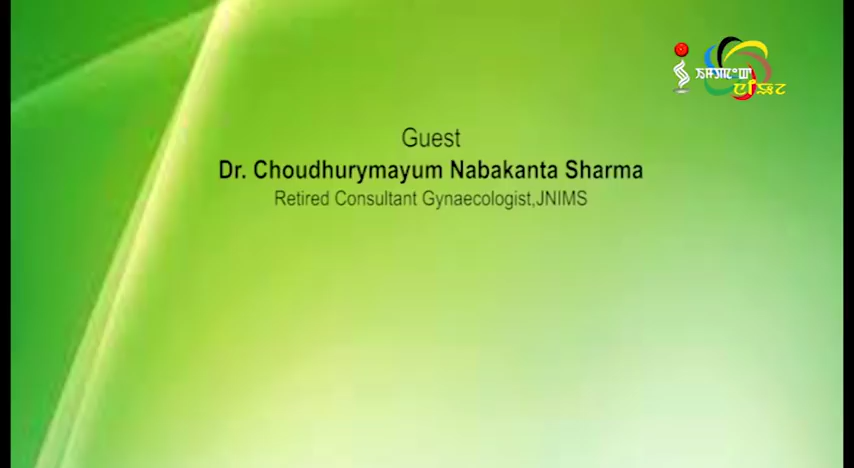 Guest
Dr. Choudhurymayum Nabakanta Sharma
Retired Consultant Gynaecologist,JNIMS